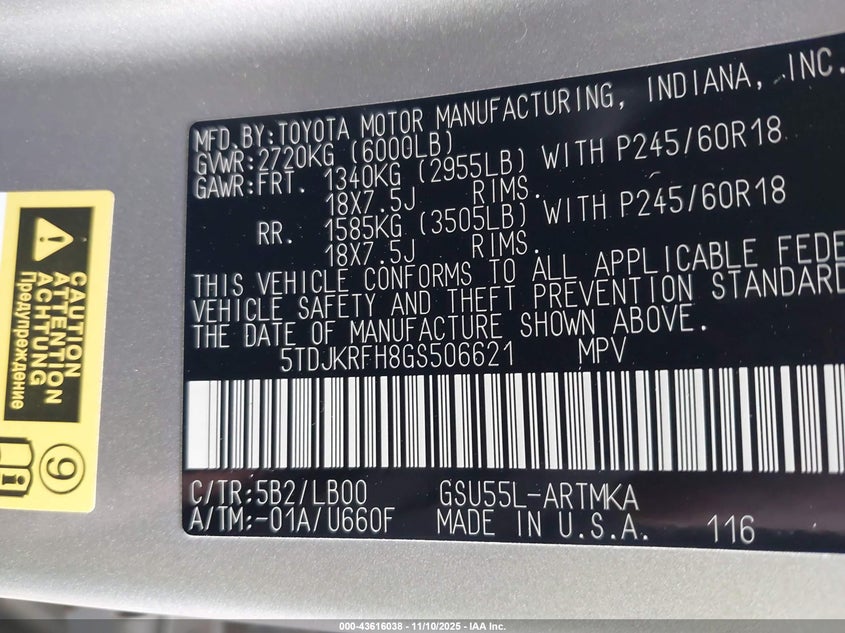 MFD.BY:TOYOTA MOTOR MANUFACTURING, INDIANA, INC.
GVWR:2720KG (6000LB)
GAWR:FRT. 1340KG (2955LB) WITH P245/60R18
18X7.5J RIMS.
RR. 1585KG (3505LB) WITH P245/60R18
18X7.5J RIMS.
THIS VEHICLE CONFORMS TO ALL APPLICABLE FEDE
VEHICLE SAFETY AND THEFT PREVENTION STANDARD
THE DATE OF MANUFACTURE SHOWN ABOVE.
5TDJKRFH8GS506621 MPV
C/TR:5B2/LB00 GSU55L-ARTMKA
A/TM:-01A/U660F MADE IN U.S.A. 116
CAUTION
ATTENTION
ACHTUNG
Предупреждение
9
000-43616038 - 11/10/2025 - IAA Inc.